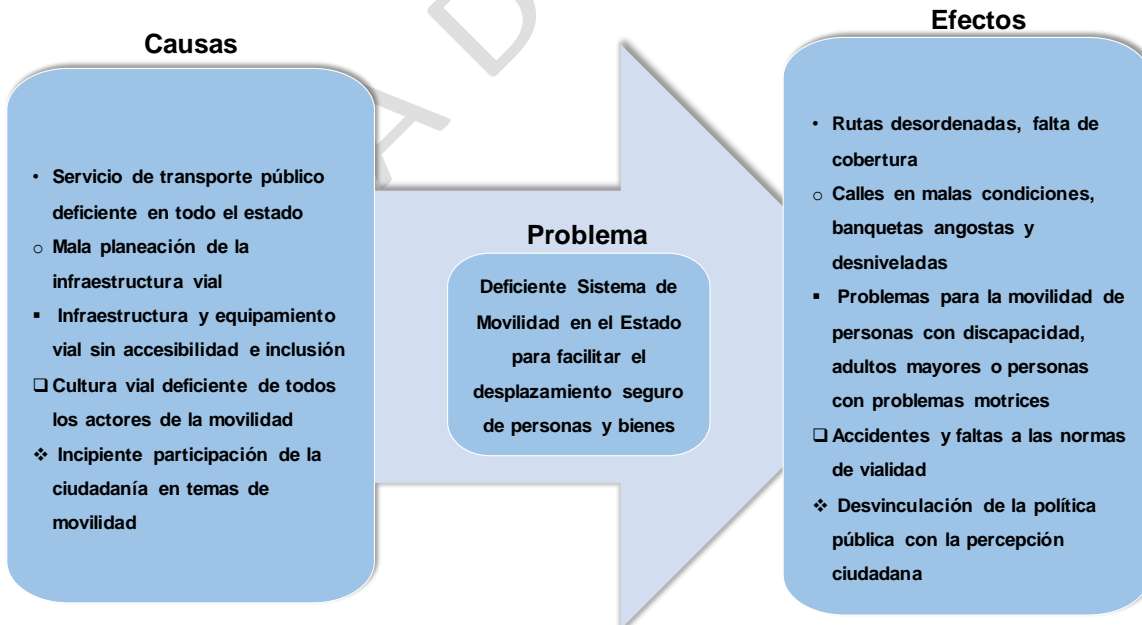 Causas
• Servicio de transporte público
deficiente en todo el estado
o Mala planeación de la
infraestructura vial
▪ Infraestructura y equipamiento
vial sin accesibilidad e inclusión
❑ Cultura vial deficiente de todos
los actores de la movilidad
❖ Incipiente participación de la
ciudadanía en temas de
movilidad
Problema
Deficiente Sistema de
Movilidad en el Estado
para facilitar el
desplazamiento seguro
de personas y bienes
Efectos
• Rutas desordenadas, falta de
cobertura
o Calles en malas condiciones,
banquetas angostas y
desniveladas
▪ Problemas para la movilidad de
personas con discapacidad,
adultos mayores o personas
con problemas motrices
❑ Accidentes y faltas a las normas
de vialidad
❖ Desvinculación de la política
pública con la percepción
ciudadana
A D